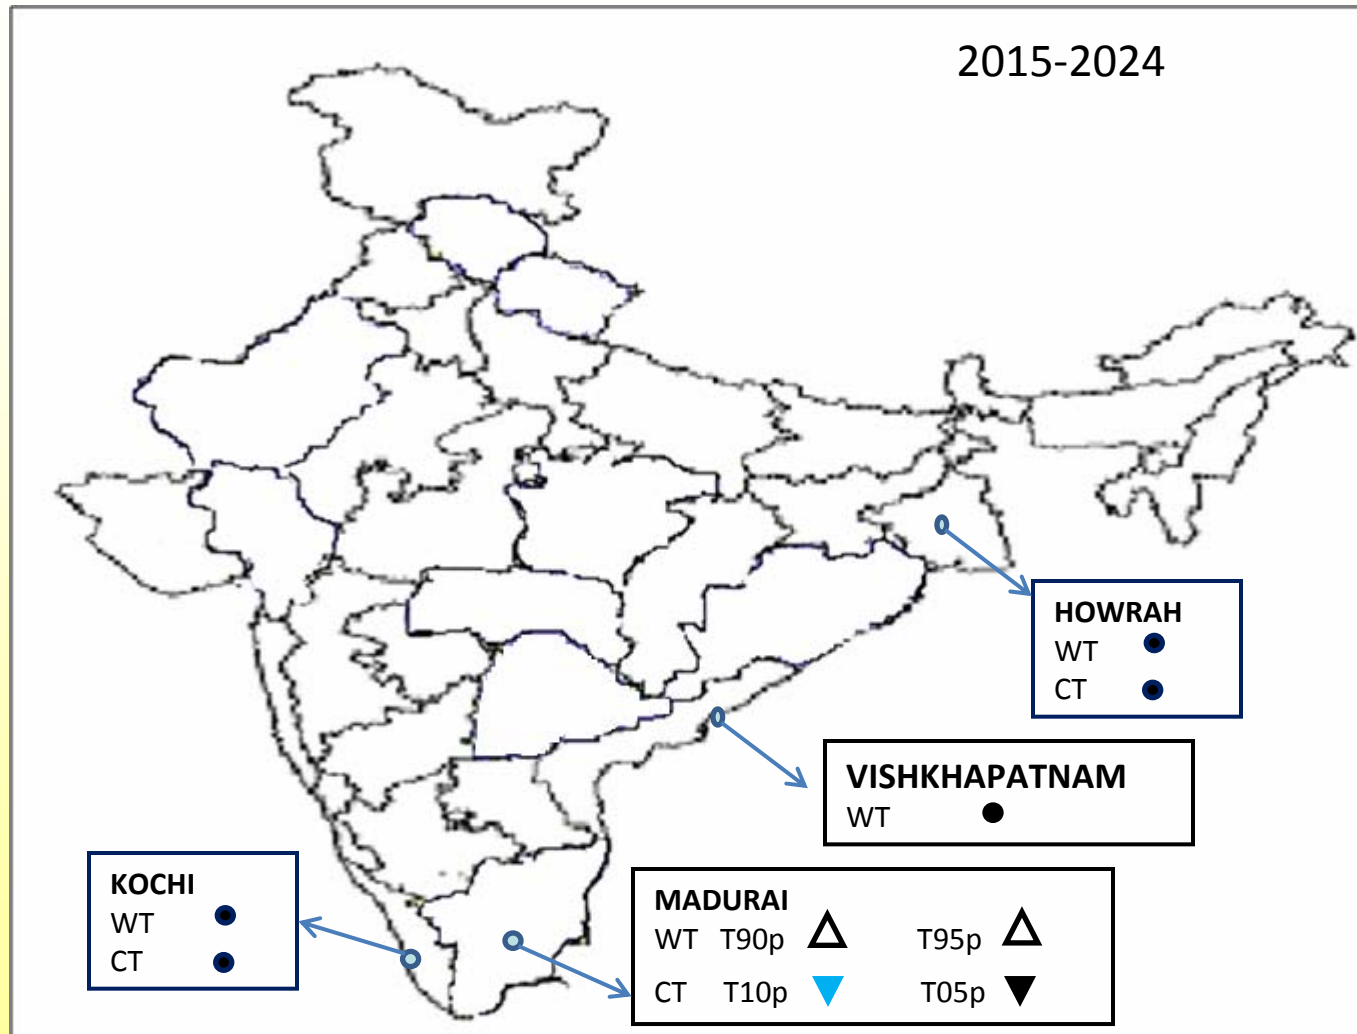 2015-2024
HOWRAH
WT
CT
VISHKHAPATNAM
WT
KOCHI
WT
CT
MADURAI
WT T90p T95p
CT T10p T05p